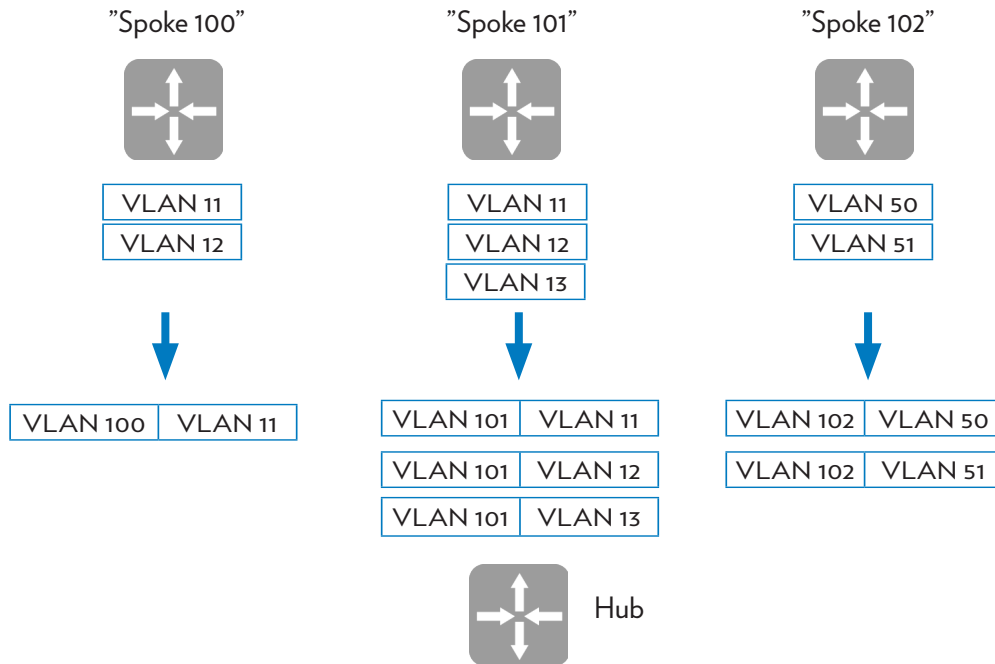 ”Spoke 100”
”Spoke 101”
”Spoke 102”
VLAN 11
VLAN 12
VLAN 11
VLAN 12
VLAN 13
VLAN 50
VLAN 51
VLAN 100 VLAN 11
VLAN 101 VLAN 11
VLAN 101 VLAN 12
VLAN 101 VLAN 13
VLAN 102 VLAN 50
VLAN 102 VLAN 51
Hub